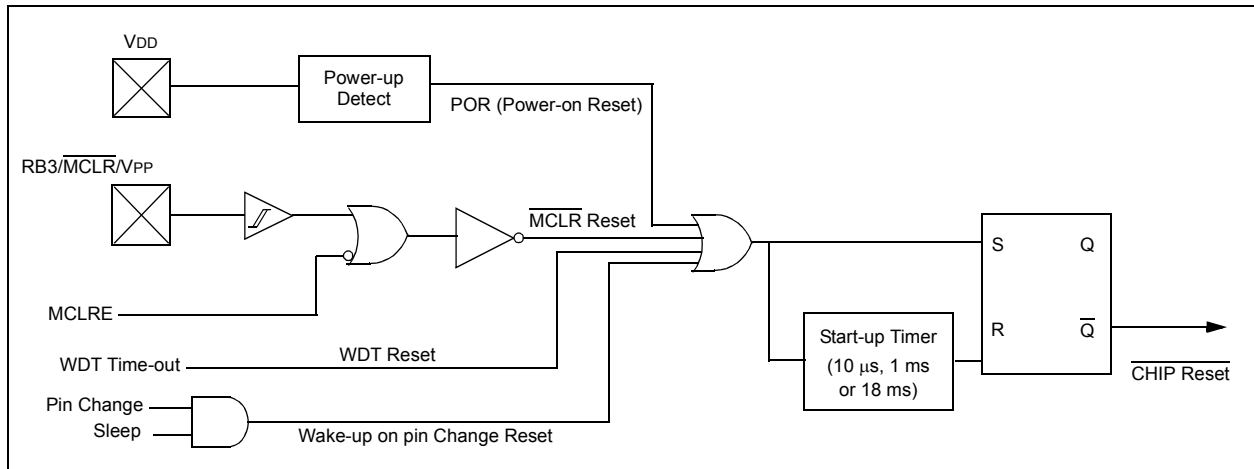 VDD
Power-up
Detect
POR (Power-on Reset)
RB3/MCLR/VPP
MCLR Reset
MCLRE
WDT Time-out
WDT Reset
Pin Change
Sleep
Wake-up on pin Change Reset
Start-up Timer
(10 μs, 1 ms
or 18 ms)
S
Q
R
Q̅
CHIP Reset